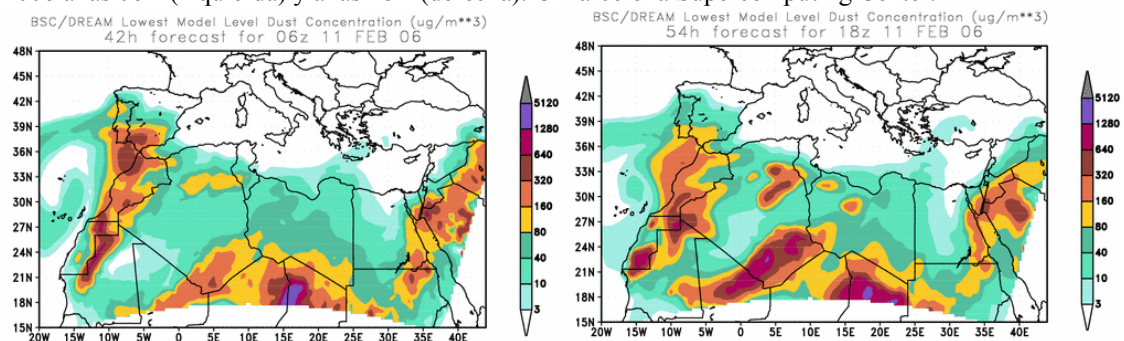 BSC/DREAM Lowest Model Level Dust Concentration (ug/m**3)
42h forecast for 06z 11 FEB 06
48N
45N
42N
39N
36N
33N
30N
27N
24N
21N
18N
15N
20W 15W 10W 5W 0 5E 10E 15E 20E 25E 30E 35E 40E
5120
1280
640
320
160
80
40
10
3
BSC/DREAM Lowest Model Level Dust Concentration (ug/m**3)
54h forecast for 18z 11 FEB 06
48N
45N
42N
39N
36N
33N
30N
27N
24N
21N
18N
15N
20W 15W 10W 5W 0 5E 10E 15E 20E 25E 30E 35E 40E
5120
1280
640
320
160
80
40
10
3